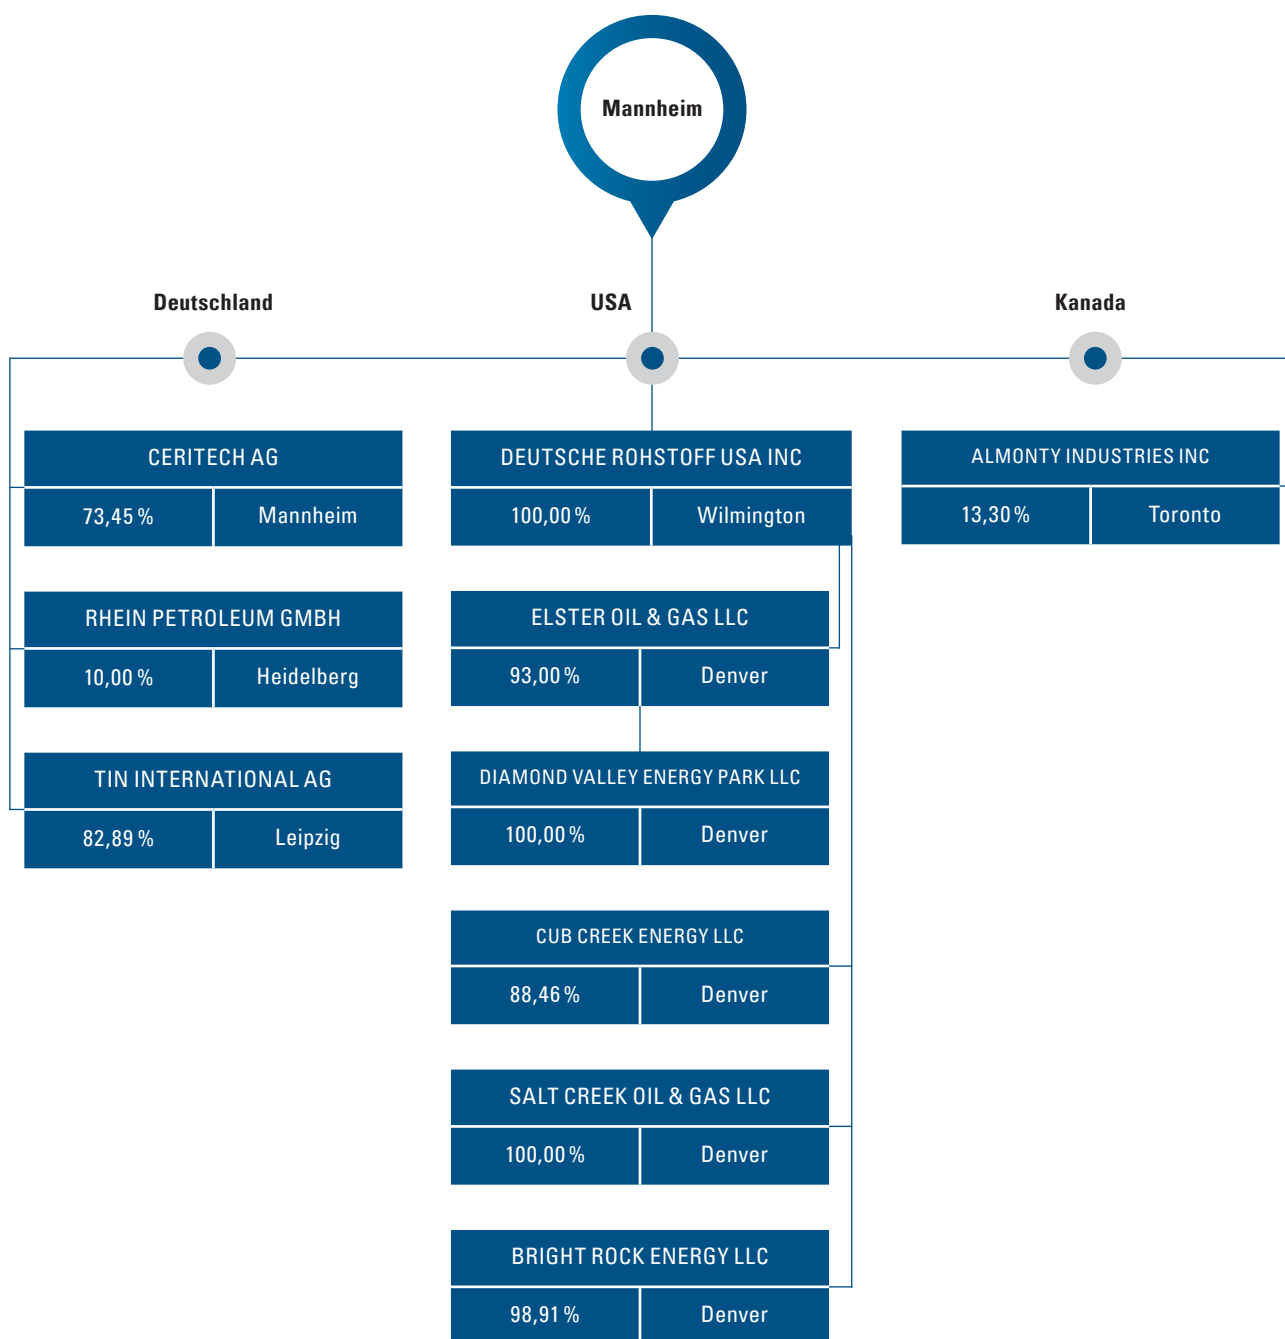 Mannheim
Deutschland
USA
Kanada
CERITECH AG
73,45 %
Mannheim
RHEIN PETROLEUM GMBH
10,00 %
Heidelberg
TIN INTERNATIONAL AG
82,89 %
Leipzig
DEUTSCHE ROHSTOFF USA INC
100,00 %
Wilmington
ELSTER OIL & GAS LLC
93,00 %
Denver
DIAMOND VALLEY ENERGY PARK LLC
100,00 %
Denver
CUB CREEK ENERGY LLC
88,46 %
Denver
SALT CREEK OIL & GAS LLC
100,00 %
Denver
BRIGHT ROCK ENERGY LLC
98,91 %
Denver
ALMONTY INDUSTRIES INC
13,30 %
Toronto